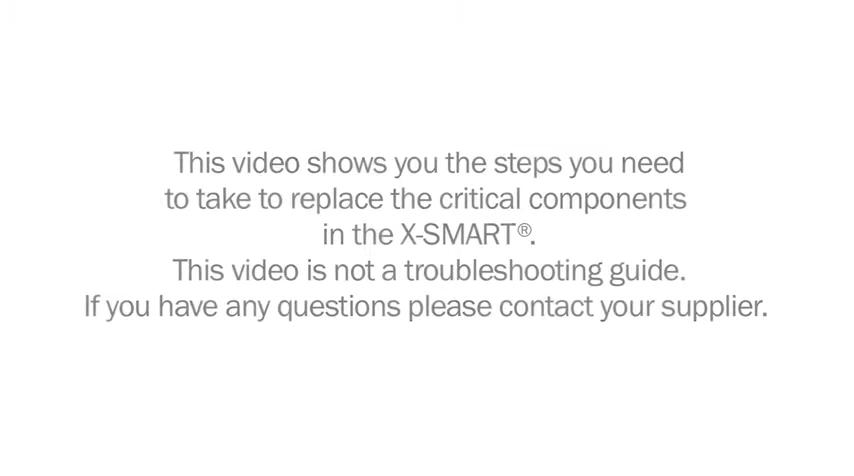 This video shows you the steps you need
to take to replace the critical components
in the X-SMART®.
This video is not a troubleshooting guide.
If you have any questions please contact your supplier.